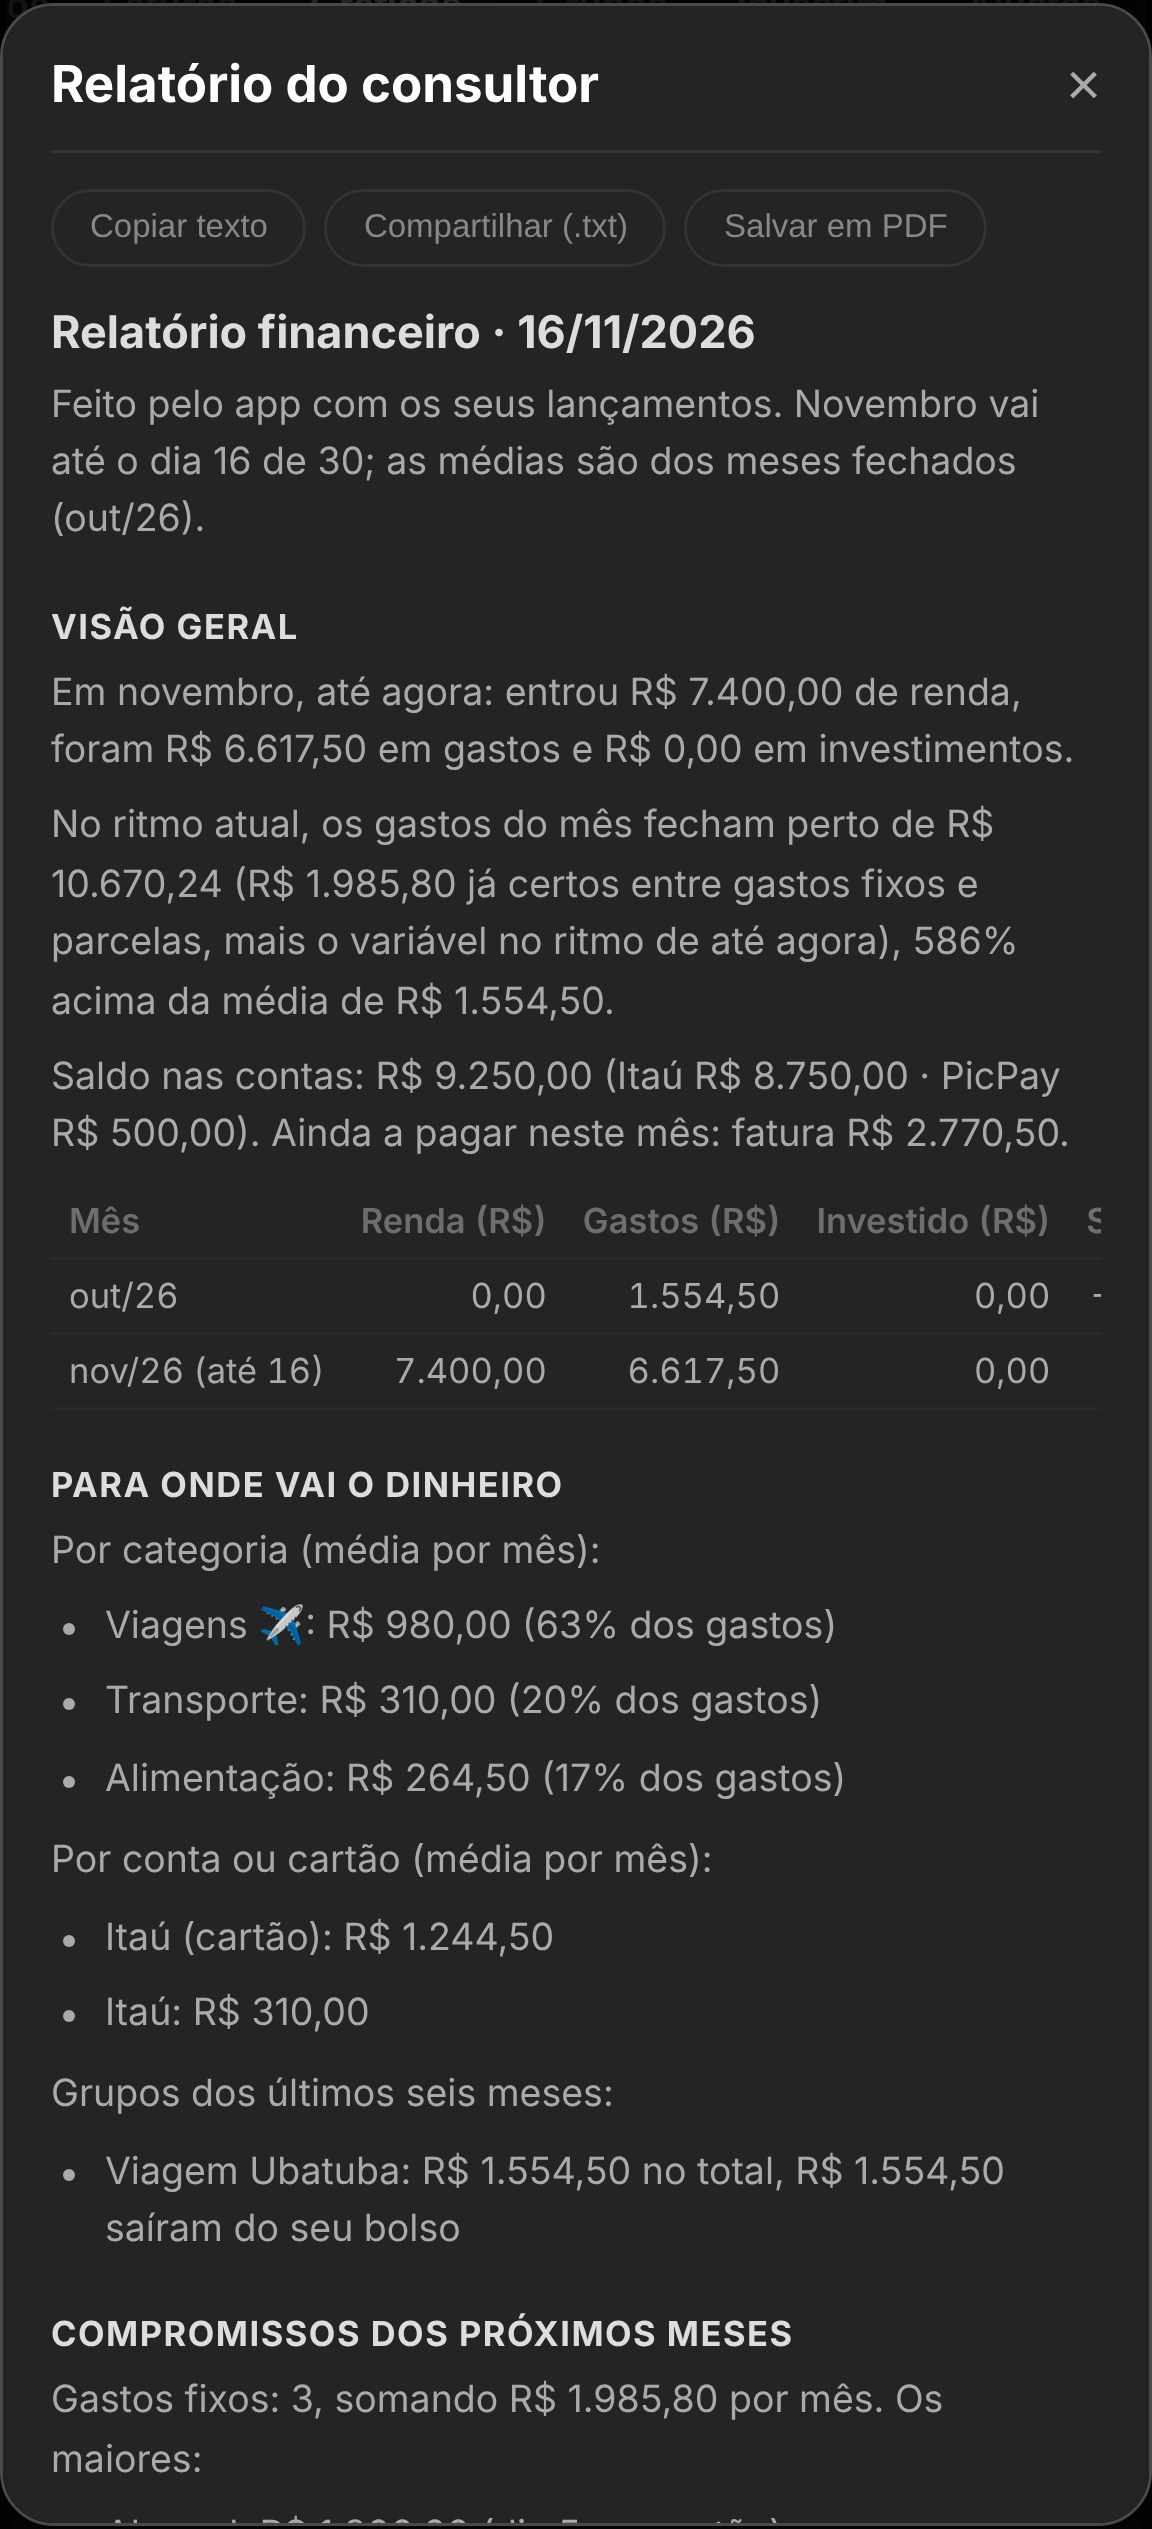 Relatório do consultor ×
Copiar texto Compartilhar (.txt) Salvar em PDF
Relatório financeiro · 16/11/2026
Feito pelo app com os seus lançamentos. Novembro vai
até o dia 16 de 30; as médias são dos meses fechados
(out/26).
VISÃO GERAL
Em novembro, até agora: entrou R$ 7.400,00 de renda,
foram R$ 6.617,50 em gastos e R$ 0,00 em investimentos.
No ritmo atual, os gastos do mês fecham perto de R$
10.670,24 (R$ 1.985,80 já certos entre gastos fixos e
parcelas, mais o variável no ritmo de até agora), 586%
acima da média de R$ 1.554,50.
Saldo nas contas: R$ 9.250,00 (Itaú R$ 8.750,00 · PicPay
R$ 500,00). Ainda a pagar neste mês: fatura R$ 2.770,50.
Mês Renda (R$) Gastos (R$) Investido (R$) S
out/26 0,00 1.554,50 0,00 -
nov/26 (até 16) 7.400,00 6.617,50 0,00
PARA ONDE VAI O DINHEIRO
Por categoria (média por mês):
• Viagens ✈️: R$ 980,00 (63% dos gastos)
• Transporte: R$ 310,00 (20% dos gastos)
• Alimentação: R$ 264,50 (17% dos gastos)
Por conta ou cartão (média por mês):
• Itaú (cartão): R$ 1.244,50
• Itaú: R$ 310,00
Grupos dos últimos seis meses:
• Viagem Ubatuba: R$ 1.554,50 no total, R$ 1.554,50
saíram do seu bolso
COMPROMISSOS DOS PRÓXIMOS MESES
Gastos fixos: 3, somando R$ 1.985,80 por mês. Os
maiores: